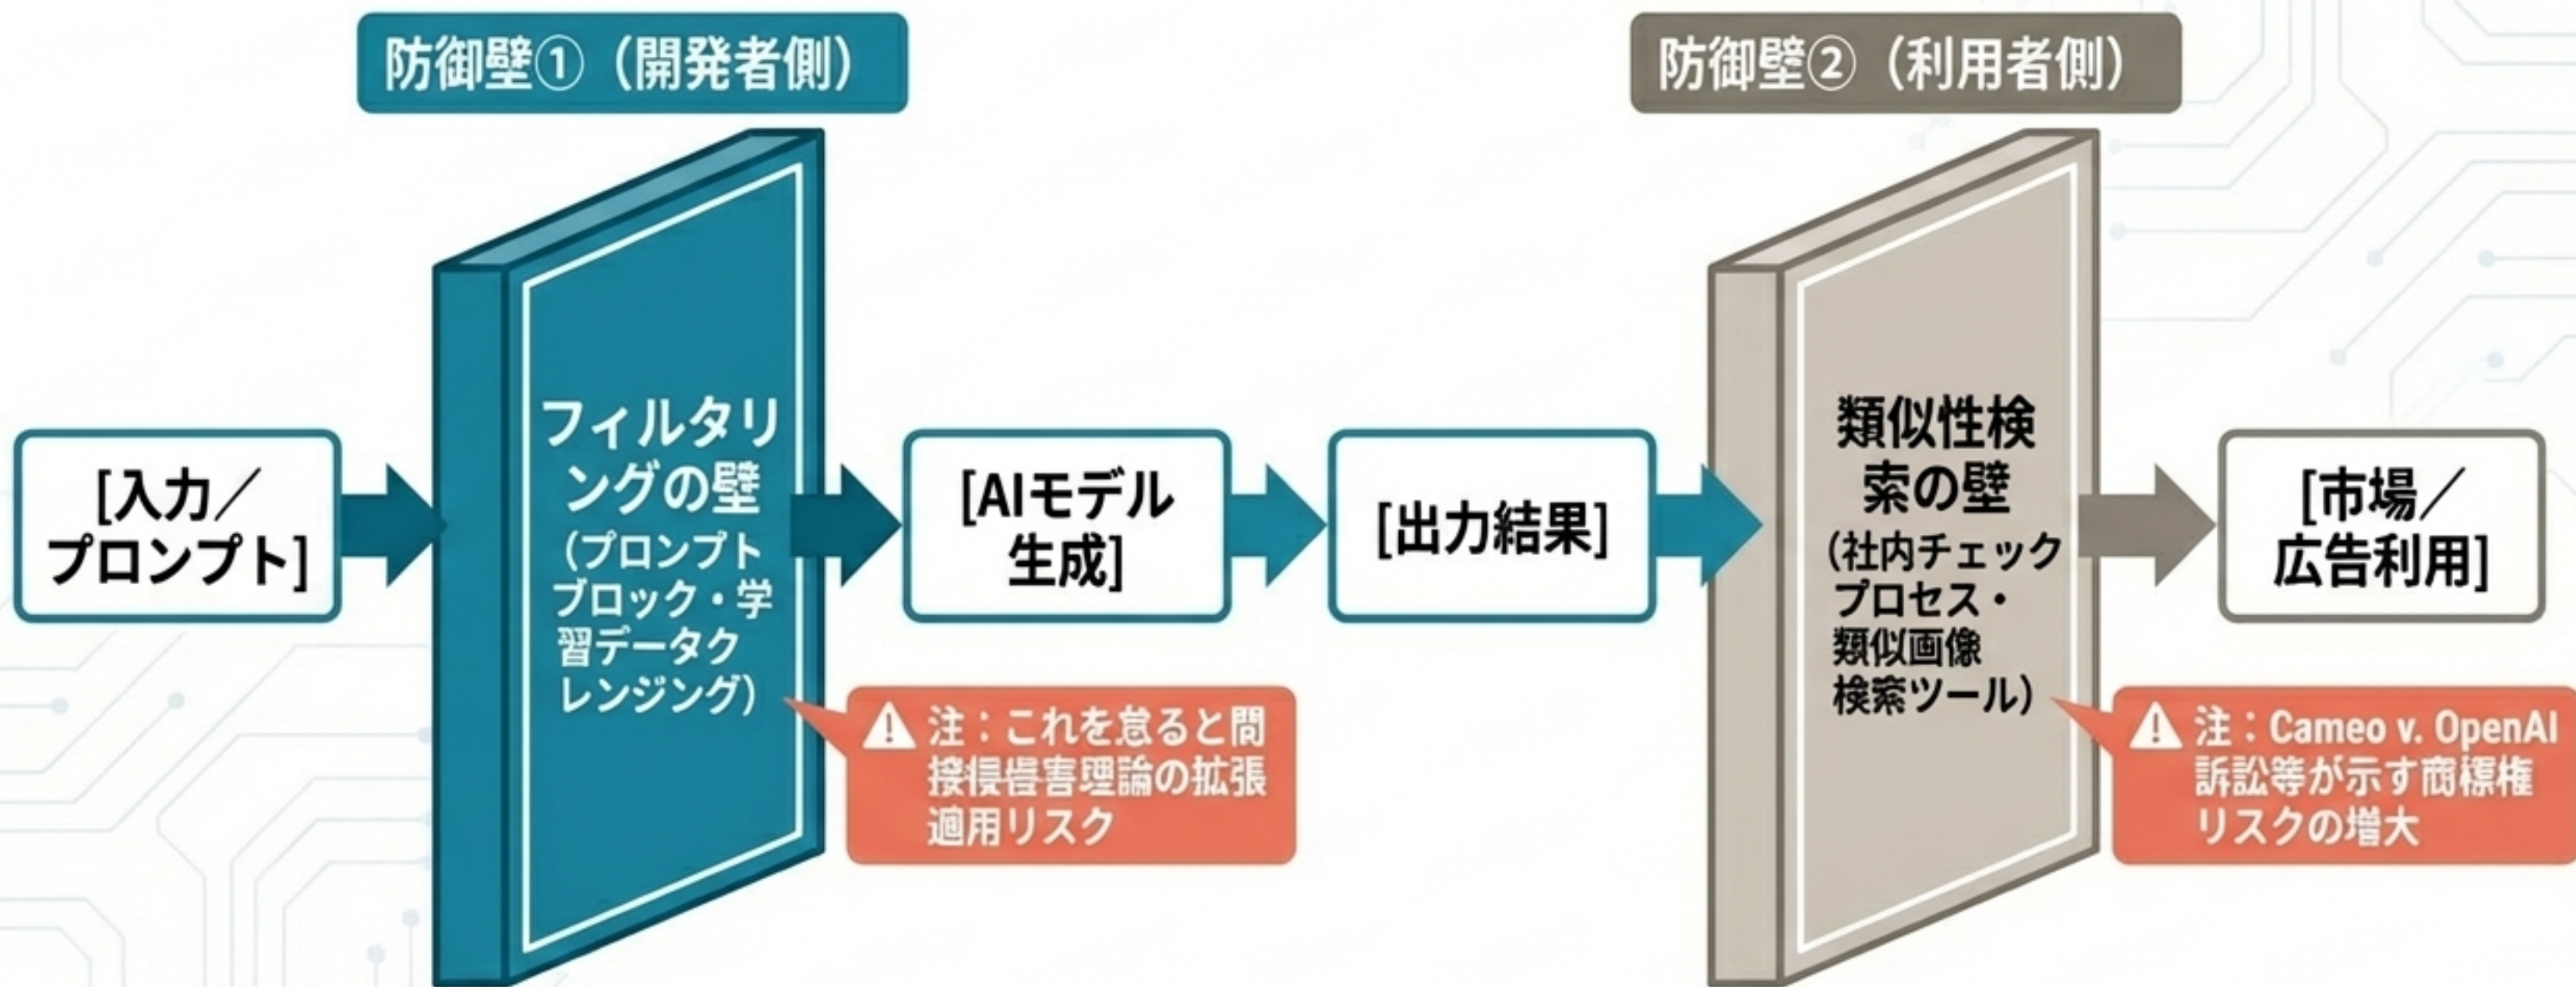 防御壁①（開発者側）
防御壁②（利用者側）
[入力／
プロンプト]
フィルタリ
ングの壁
（プロンプト
ブロック・学
習データク
レンジング）
[AIモデル
生成]
[出力結果]
類似性検
索の壁
（社内チェック
プロセス・
類似画像
検索ツール）
[市場／
広告利用]
注：これを怠ると間
接侵害理論の拡張
適用リスク
注：Cameo v. OpenAI
訴訟等が示す商標権
リスクの増大